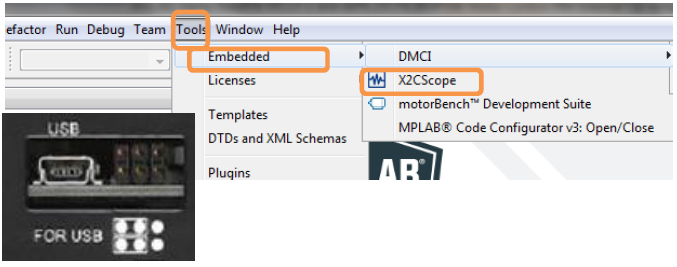 efactor Run Debug Team Tools Window Help
Embedded
Licenses
Templates
DTDs and XML Schemas
Plugins
DMCI
X2CScope
motorBench™ Development Suite
MPLAB® Code Configurator v3: Open/Close
AB®
USB
FOR USB